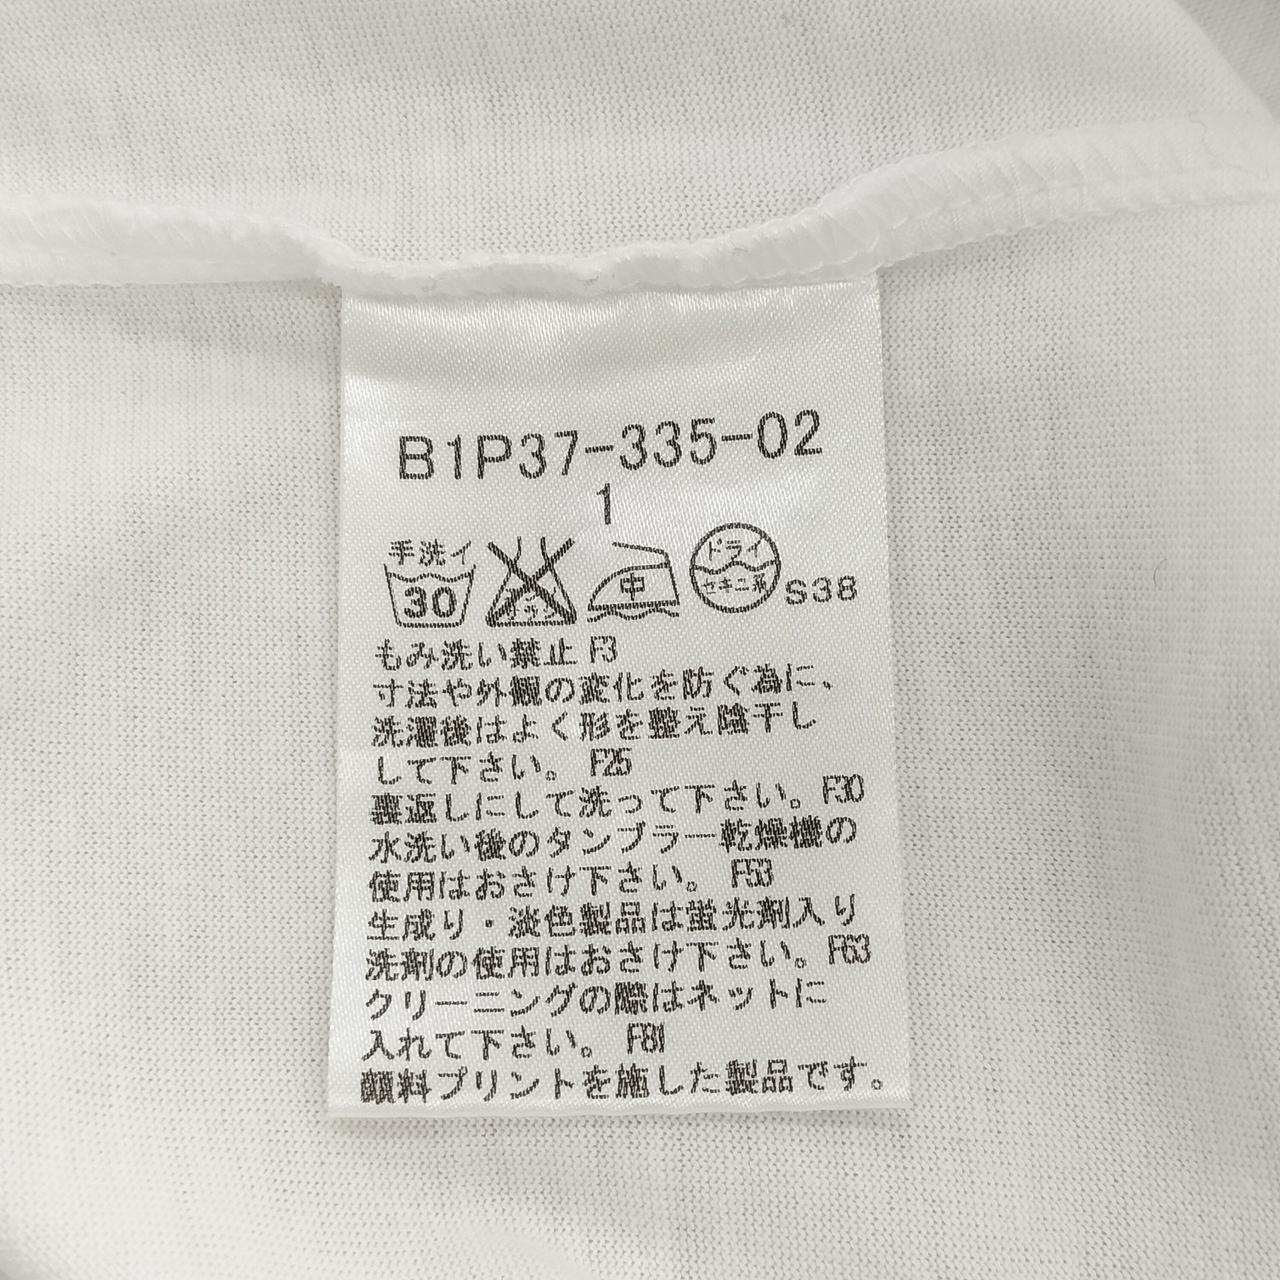 B1P37-335-02
1
手洗イ
30
エンソ
サラシ
中
ドライ
セキユ系
S38
もみ洗い禁止 F3
寸法や外観の変化を防ぐ為に、
洗濯後はよく形を整え陰干し
して下さい。 F25
裏返しにして洗って下さい。F30
水洗い後のタンブラー乾燥機の
使用はおさけ下さい。 F53
生成り・淡色製品は蛍光剤入り
洗剤の使用はおさけ下さい。F63
クリーニングの際はネットに
入れて下さい。 F81
顔料プリントを施した製品です。